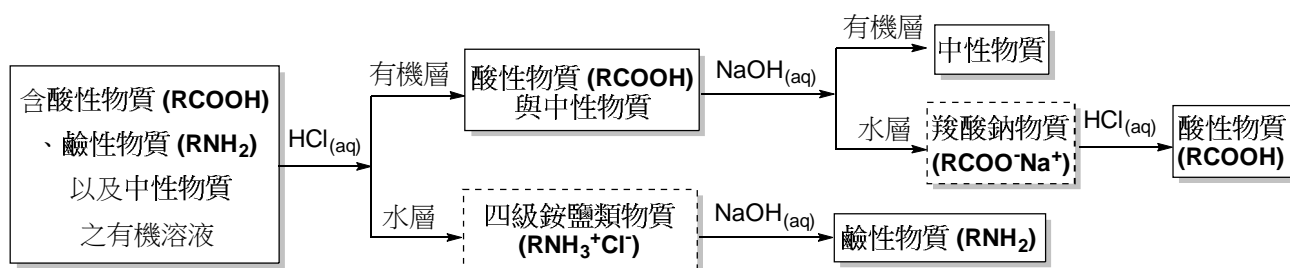 含酸性物質 (RCOOH)
、鹼性物質 (RNH₂)
以及中性物質
之有機溶液
HCl(aq)
有機層
酸性物質 (RCOOH)
與中性物質
NaOH(aq)
有機層
中性物質
水層
羧酸鈉物質
(RCOO⁻Na⁺)
HCl(aq)
酸性物質
(RCOOH)
水層
四級銨鹽類物質
(RNH₃⁺Cl⁻)
NaOH(aq)
鹼性物質 (RNH₂)